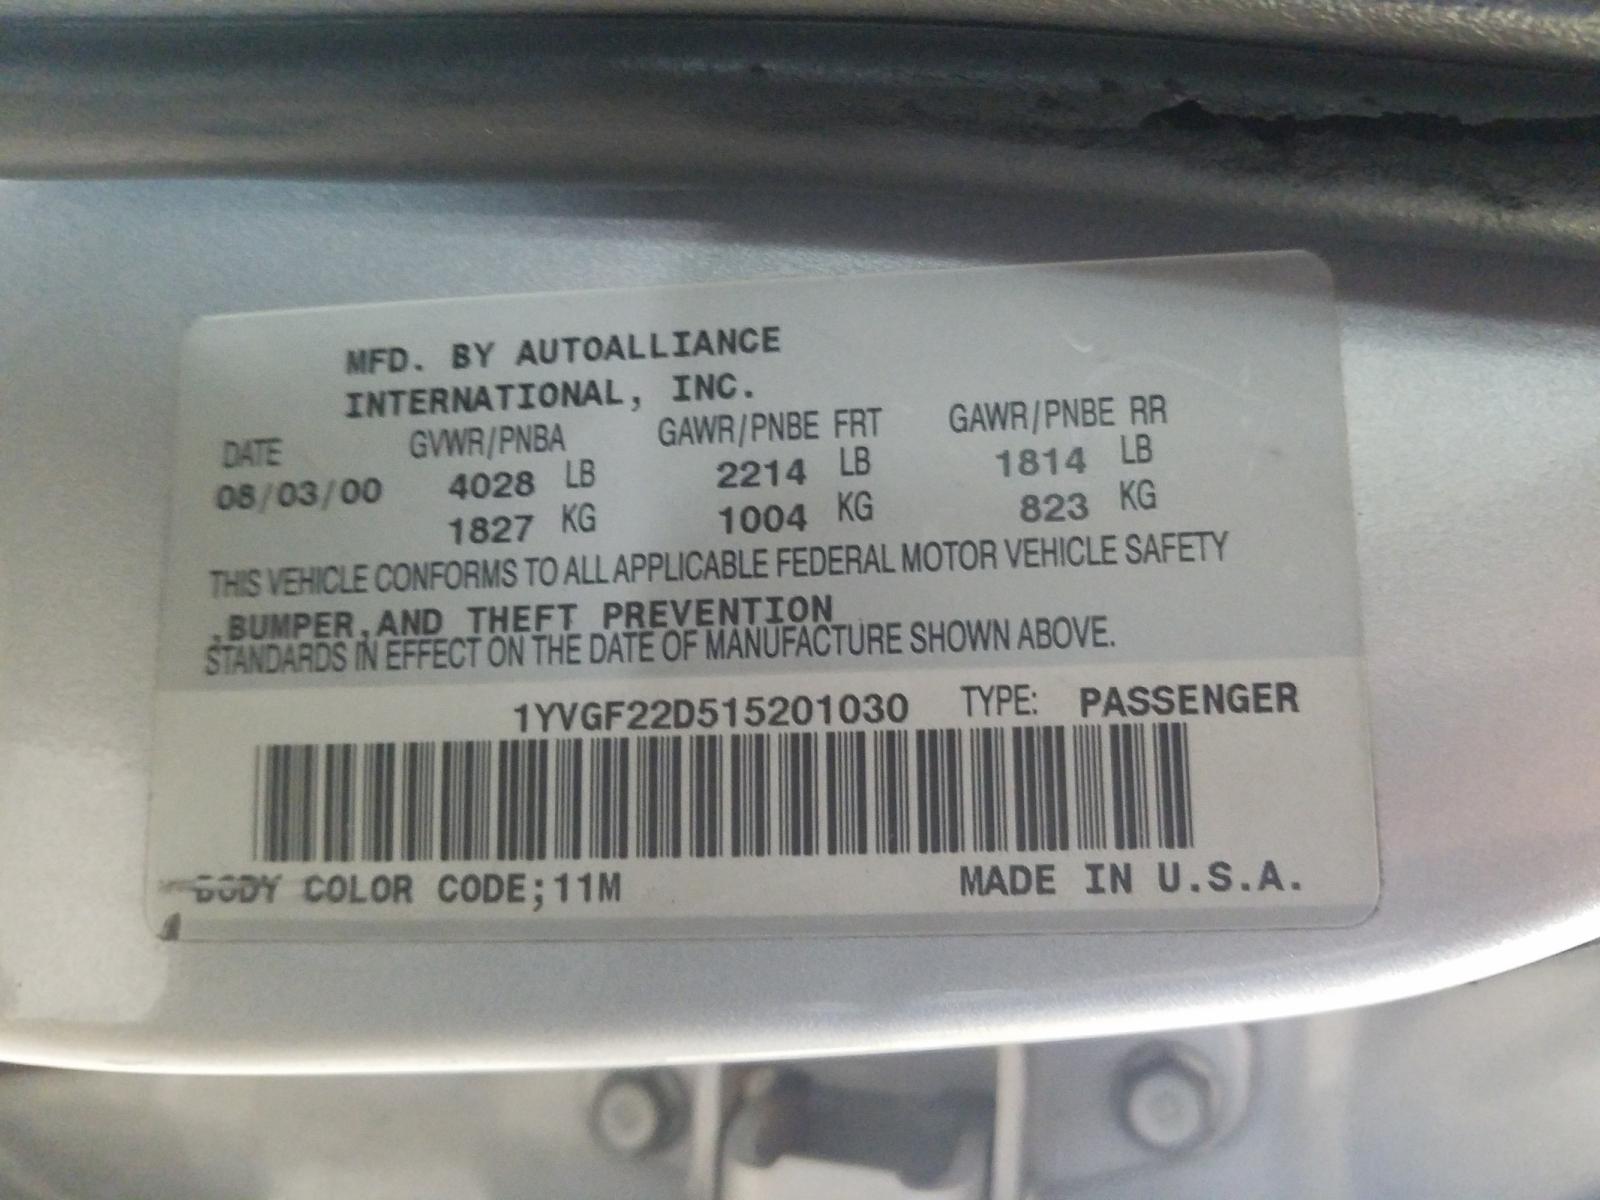 MFD. BY AUTOALLIANCE
INTERNATIONAL, INC.
DATE GVWR/PNBA GAWR/PNBE FRT GAWR/PNBE RR
08/03/00 4028 LB 2214 LB 1814 LB
1827 KG 1004 KG 823 KG
THIS VEHICLE CONFORMS TO ALL APPLICABLE FEDERAL MOTOR VEHICLE SAFETY
,BUMPER,AND THEFT PREVENTION
STANDARDS IN EFFECT ON THE DATE OF MANUFACTURE SHOWN ABOVE.
1YVGF22D515201030 TYPE: PASSENGER
BODY COLOR CODE;11M MADE IN U.S.A.